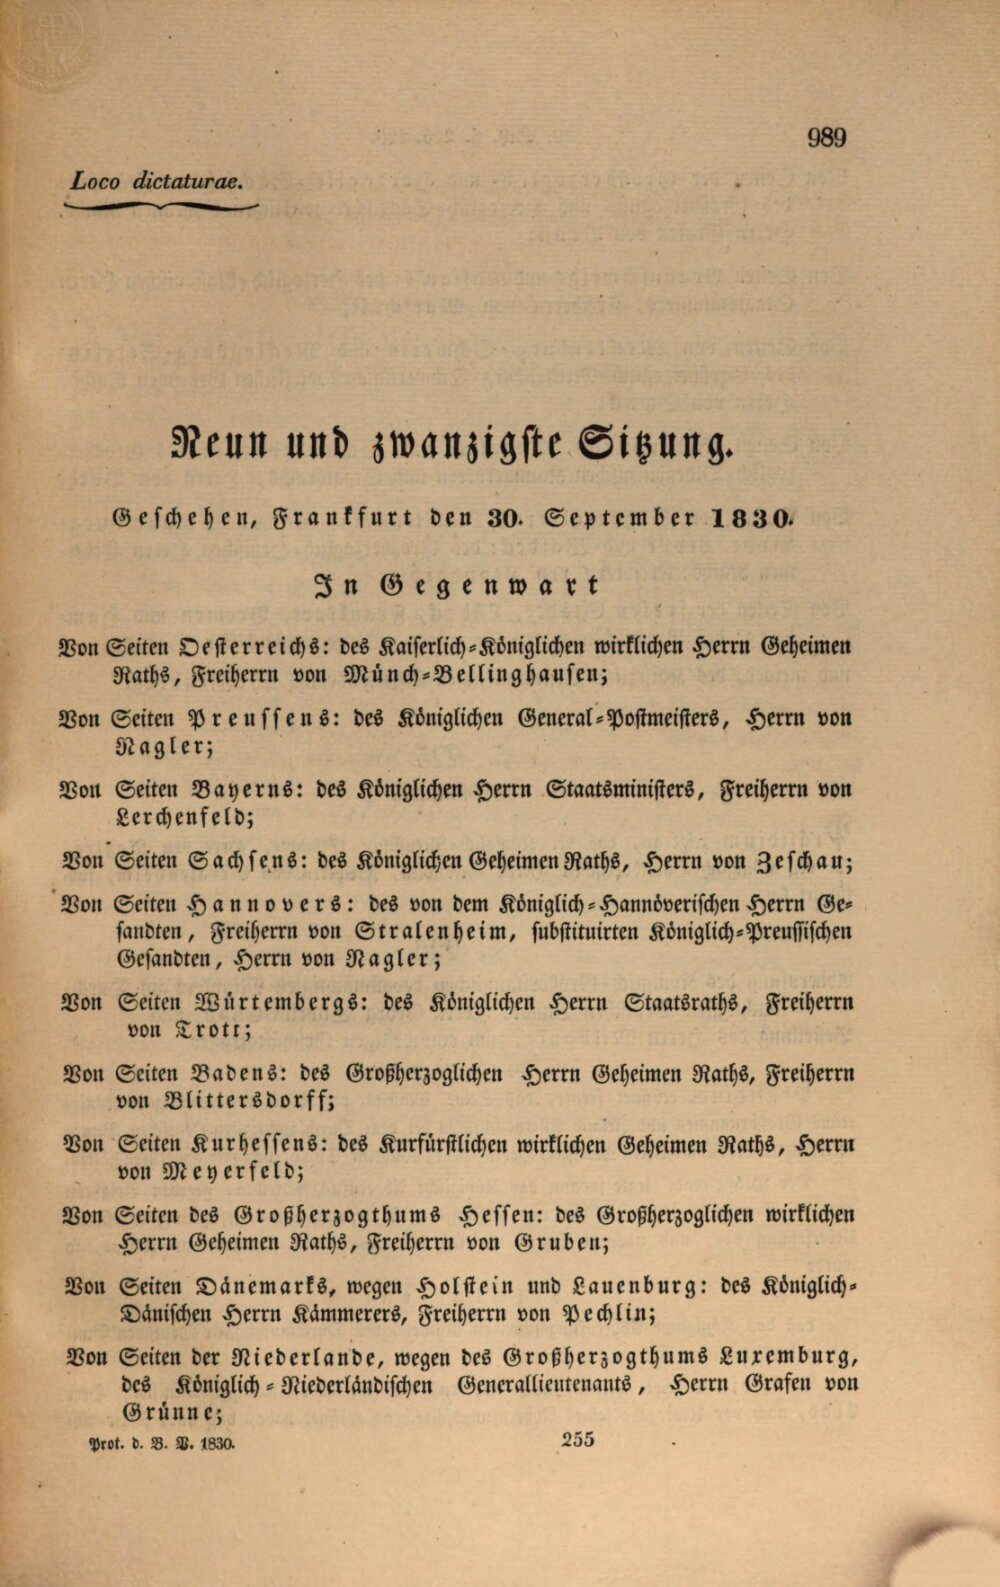 989
Loco dictaturae.
Neun und zwanzigste Sitzung.
Geschehen, Frankfurt den 30. September 1830.
In Gegenwart
Von Seiten Oesterreichs: des Kaiserlich-Königlichen wirklichen Herrn Geheimen
Raths, Freiherrn von Münch-Bellinghausen;
Von Seiten Preussens: des Königlichen General-Postmeisters, Herrn von
Nagler;
Von Seiten Bayerns: des Königlichen Herrn Staatsministers, Freiherrn von
Lerchenfeld;
Von Seiten Sachsens: des Königlichen Geheimen Raths, Herrn von Zeschau;
Von Seiten Hannovers: des von dem Königlich-Hannöverischen Herrn Ge-
sandten, Freiherrn von Stralenheim, substituirten Königlich-Preussischen
Gesandten, Herrn von Nagler;
Von Seiten Würtembergs: des Königlichen Herrn Staatsraths, Freiherrn
von Trott;
Von Seiten Badens: des Großherzoglichen Herrn Geheimen Raths, Freiherrn
von Blittersdorff;
Von Seiten Kurhessens: des Kurfürstlichen wirklichen Geheimen Raths, Herrn
von Meyerfeld;
Von Seiten des Großherzogthums Hessen: des Großherzoglichen wirklichen
Herrn Geheimen Raths, Freiherrn von Gruben;
Von Seiten Dänemarks, wegen Holstein und Lauenburg: des Königlich-
Dänischen Herrn Kämmerers, Freiherrn von Pechlin;
Von Seiten der Niederlande, wegen des Großherzogthums Luxemburg,
des Königlich-Niederländischen Generallieutenants, Herrn Grafen von
Grünne;
Prot. d. B. V. 1830.
255